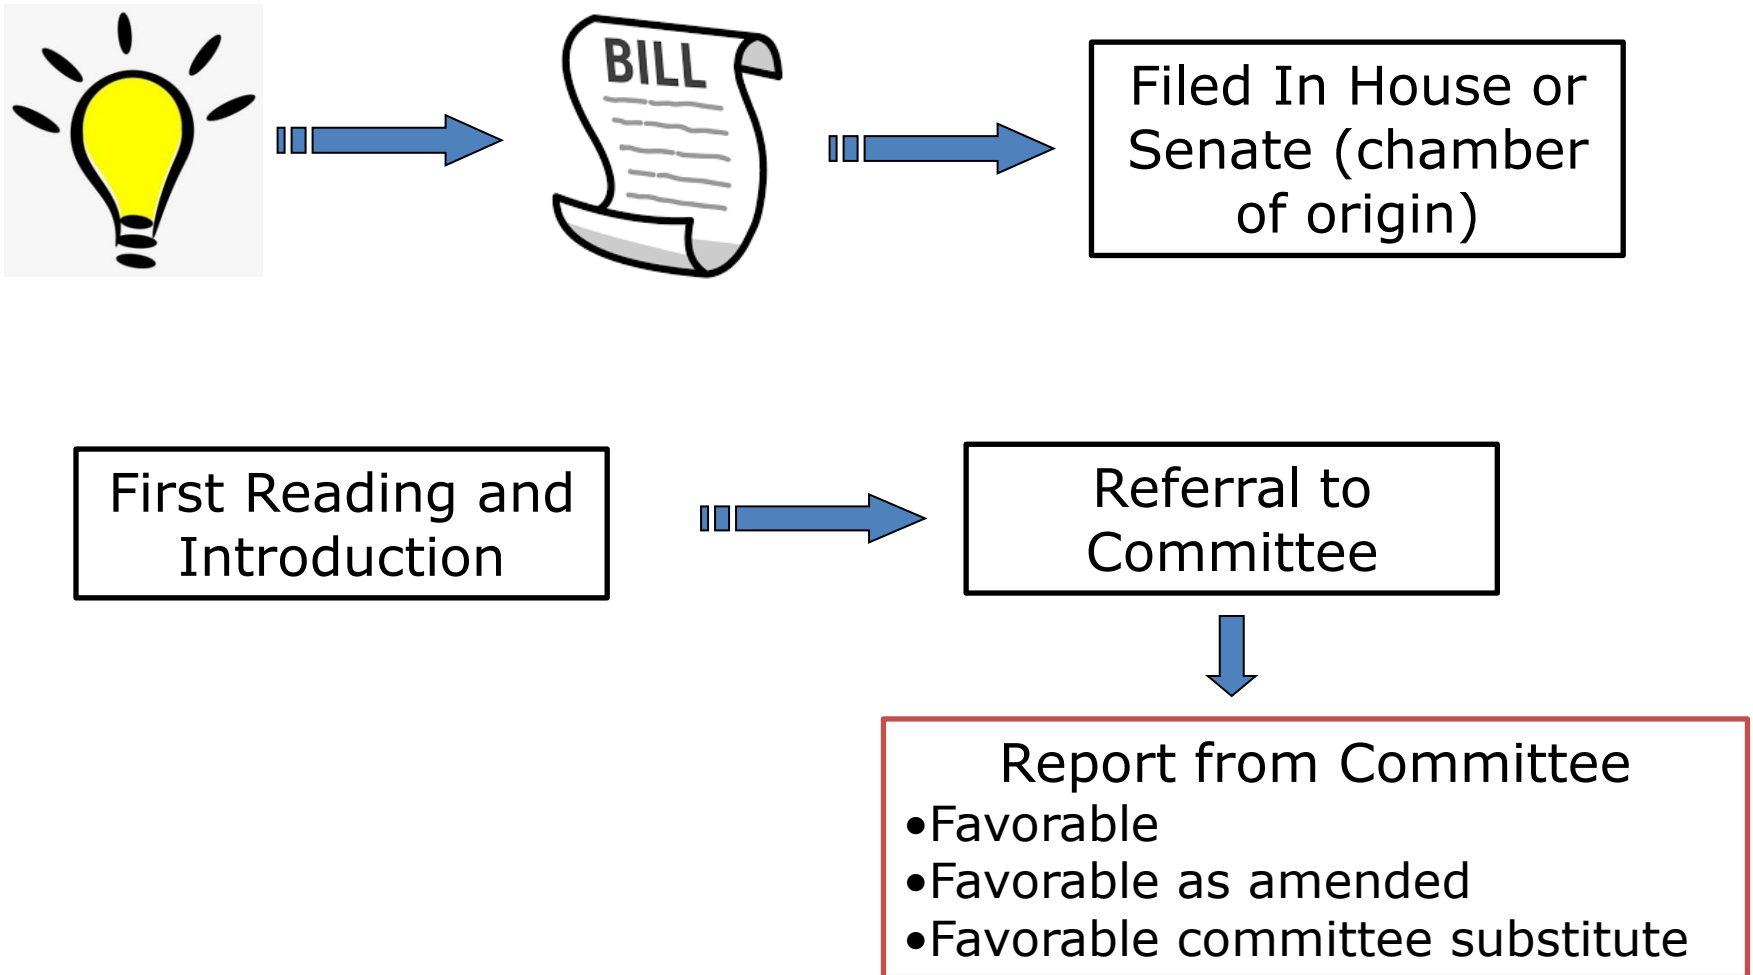 BILL
Filed In House or
Senate (chamber
of origin)
First Reading and
Introduction
Referral to
Committee
Report from Committee
•Favorable
•Favorable as amended
•Favorable committee substitute